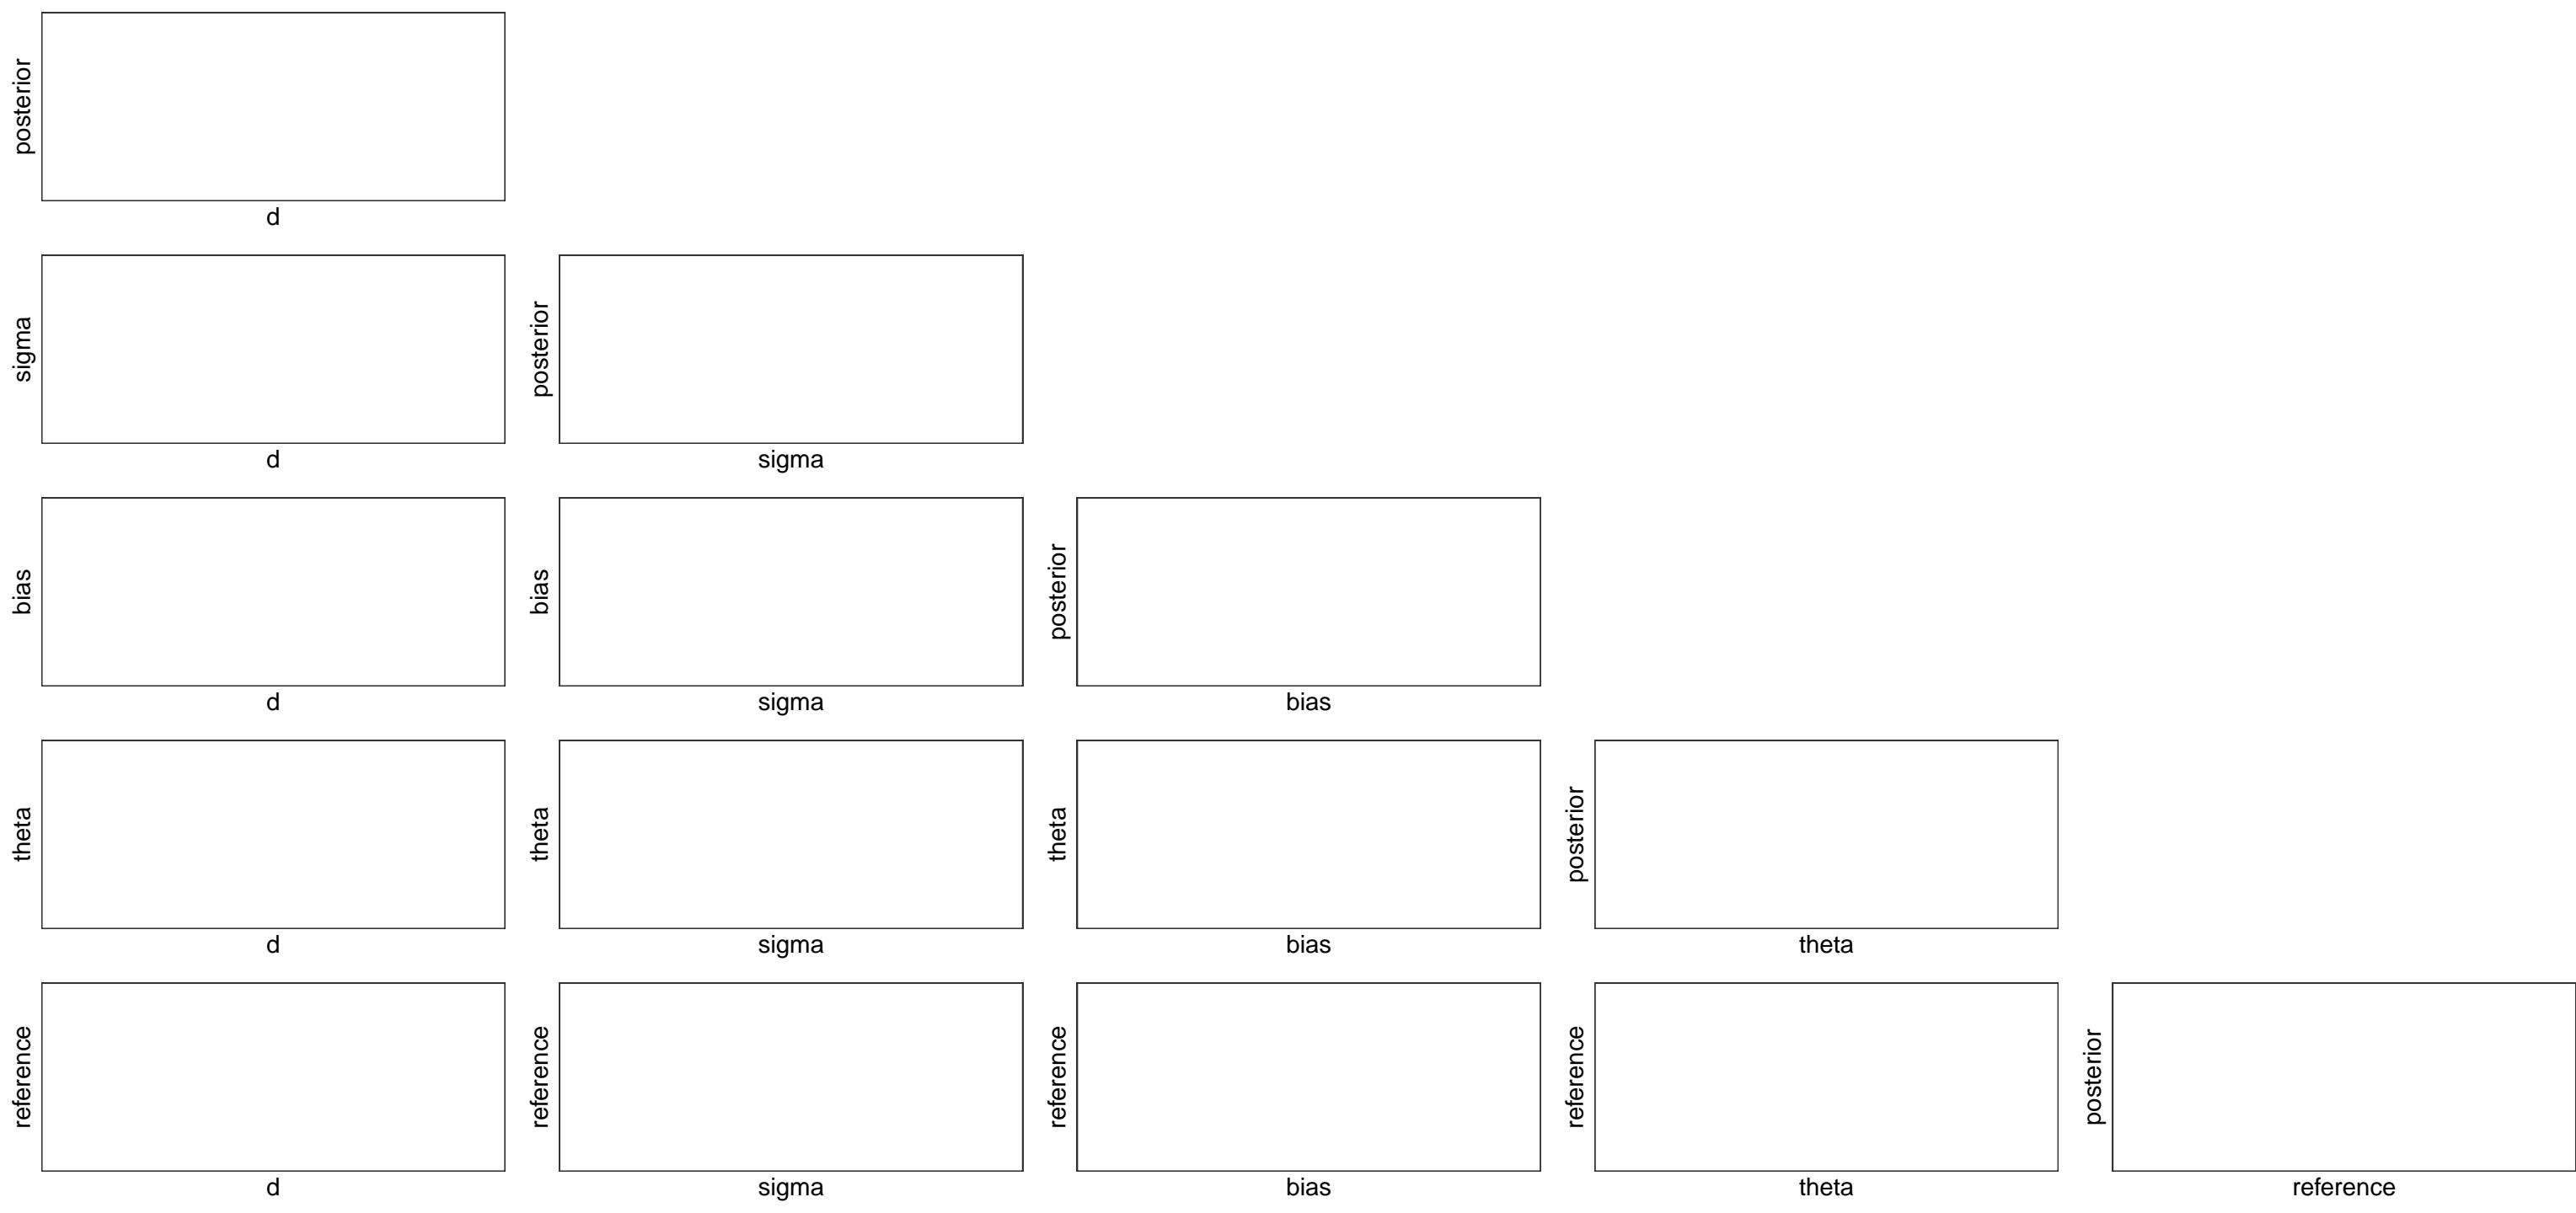 posterior
d
sigma
d
posterior
sigma
bias
d
bias
sigma
posterior
bias
theta
d
theta
sigma
theta
bias
posterior
theta
reference
d
reference
sigma
reference
bias
reference
theta
posterior
reference